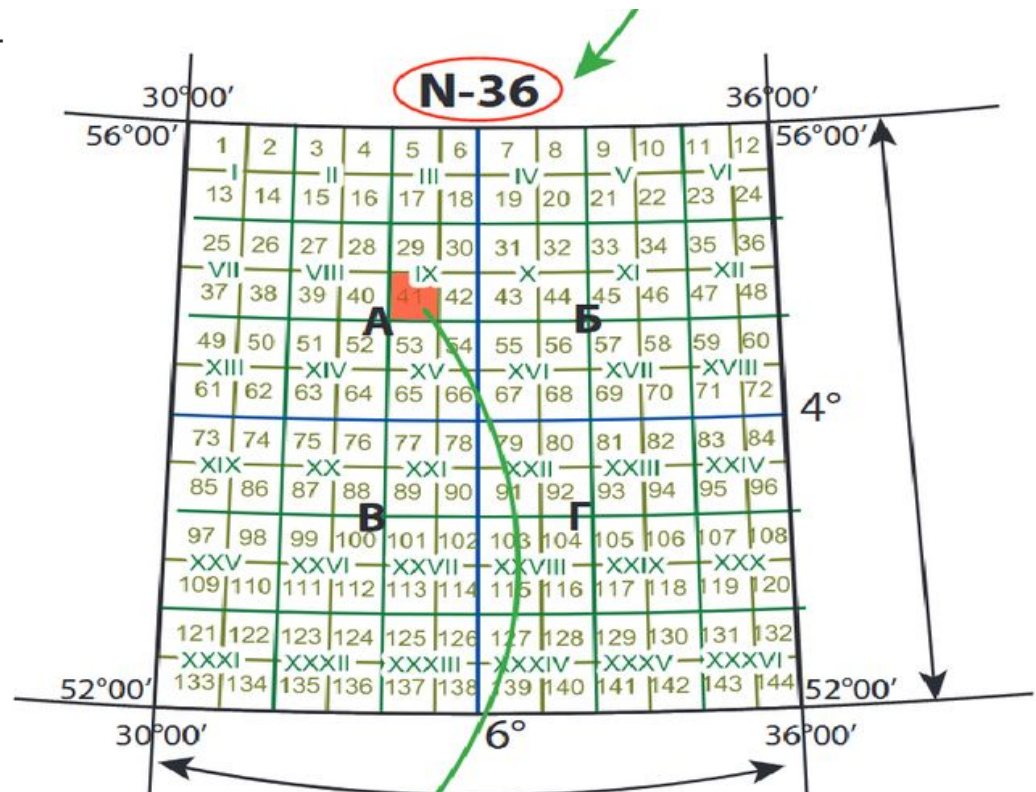 N-36
30°00′ 36°00′
56°00′ 56°00′
1 2 3 4 5 6 7 8 9 10 11 12
I II III IV V VI
13 14 15 16 17 18 19 20 21 22 23 24
25 26 27 28 29 30 31 32 33 34 35 36
VII VIII IX X XI XII
37 38 39 40 41 42 43 44 45 46 47 48
А Б
49 50 51 52 53 54 55 56 57 58 59 60
XIII XIV XV XVI XVII XVIII
61 62 63 64 65 66 67 68 69 70 71 72
4°
73 74 75 76 77 78 79 80 81 82 83 84
XIX XX XXI XXII XXIII XXIV
85 86 87 88 89 90 91 92 93 94 95 96
В Г
97 98 99 100 101 102 103 104 105 106 107 108
XXV XXVI XXVII XXVIII XXIX XXX
109 110 111 112 113 114 115 116 117 118 119 120
121 122 123 124 125 126 127 128 129 130 131 132
XXXI XXXII XXXIII XXXIV XXXV XXXVI
133 134 135 136 137 138 139 140 141 142 143 144
52°00′ 52°00′
30°00′ 6° 36°00′